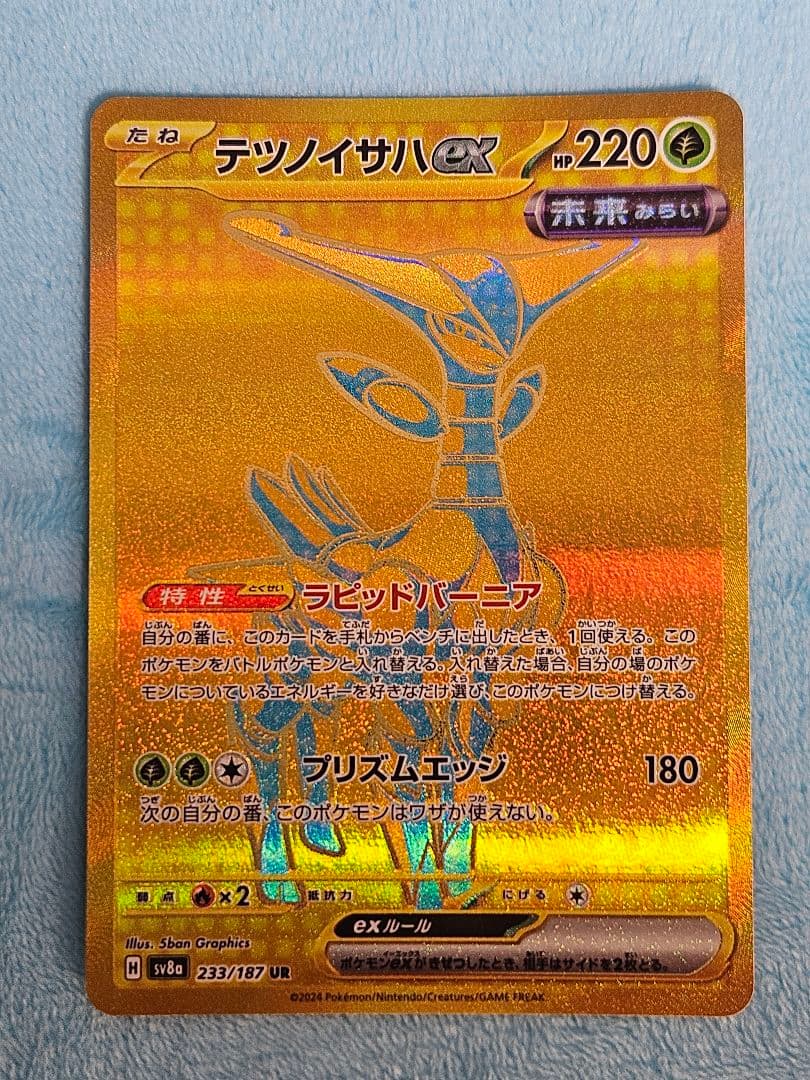 たね テツノイサハex HP220
未来 みらい
特性 とくせい ラピッドバーニア
自分の番に、このカードを手札からベンチに出したとき、1回使える。この
ポケモンをバトルポケモンと入れ替える。入れ替えた場合、自分の場のポケ
モンについているエネルギーを好きなだけ選び、このポケモンにつけ替える。
プリズムエッジ 180
次の自分の番、このポケモンはワザが使えない。
弱点 ×2 抵抗力 にげる
exルール
ポケモンexがきぜつしたとき、相手はサイドを2枚とる。
Illus. 5ban Graphics
H sv8a 233/187 UR
©2024 Pokémon/Nintendo/Creatures/GAME FREAK.